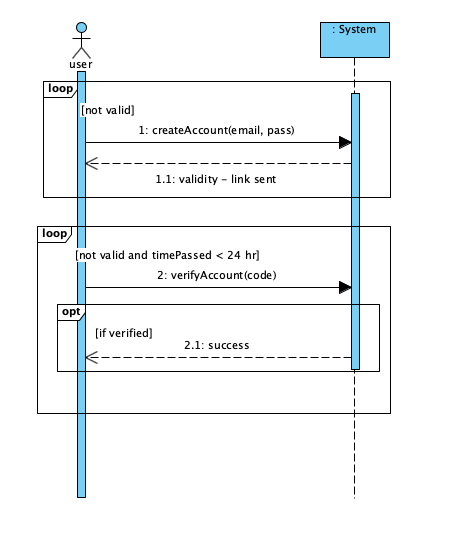 : System
user
loop
[not valid]
1: createAccount(email, pass)
1.1: validity - link sent
loop
[not valid and timePassed < 24 hr]
2: verifyAccount(code)
opt
[if verified]
2.1: success